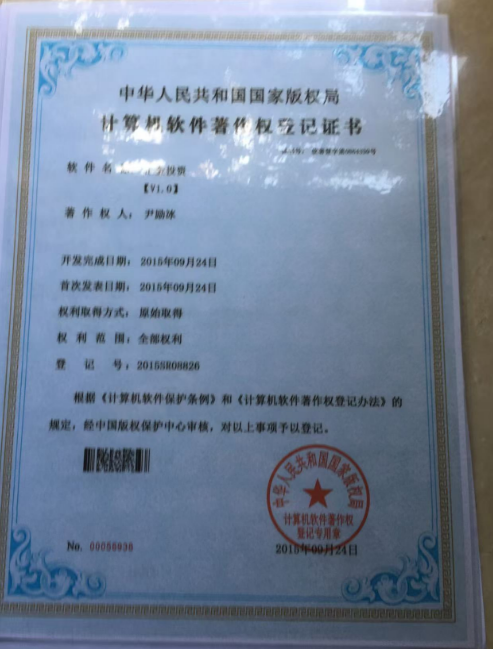 中华人民共和国国家版权局
计算机软件著作权登记证书
软件名 投资
【V1.0】
著作权人： 尹励冰
开发完成日期： 2015年09月24日
首次发表日期： 2015年09月24日
权利取得方式： 原始取得
权利范围： 全部权利
登记号： 2015SR08826
根据《计算机软件保护条例》和《计算机软件著作权登记办法》的
规定，经中国版权保护中心审核，对以上事项予以登记。
中华人民共和国国家版权局
计算机软件著作权
登记专用章
No. 00056936
2015年09月24日